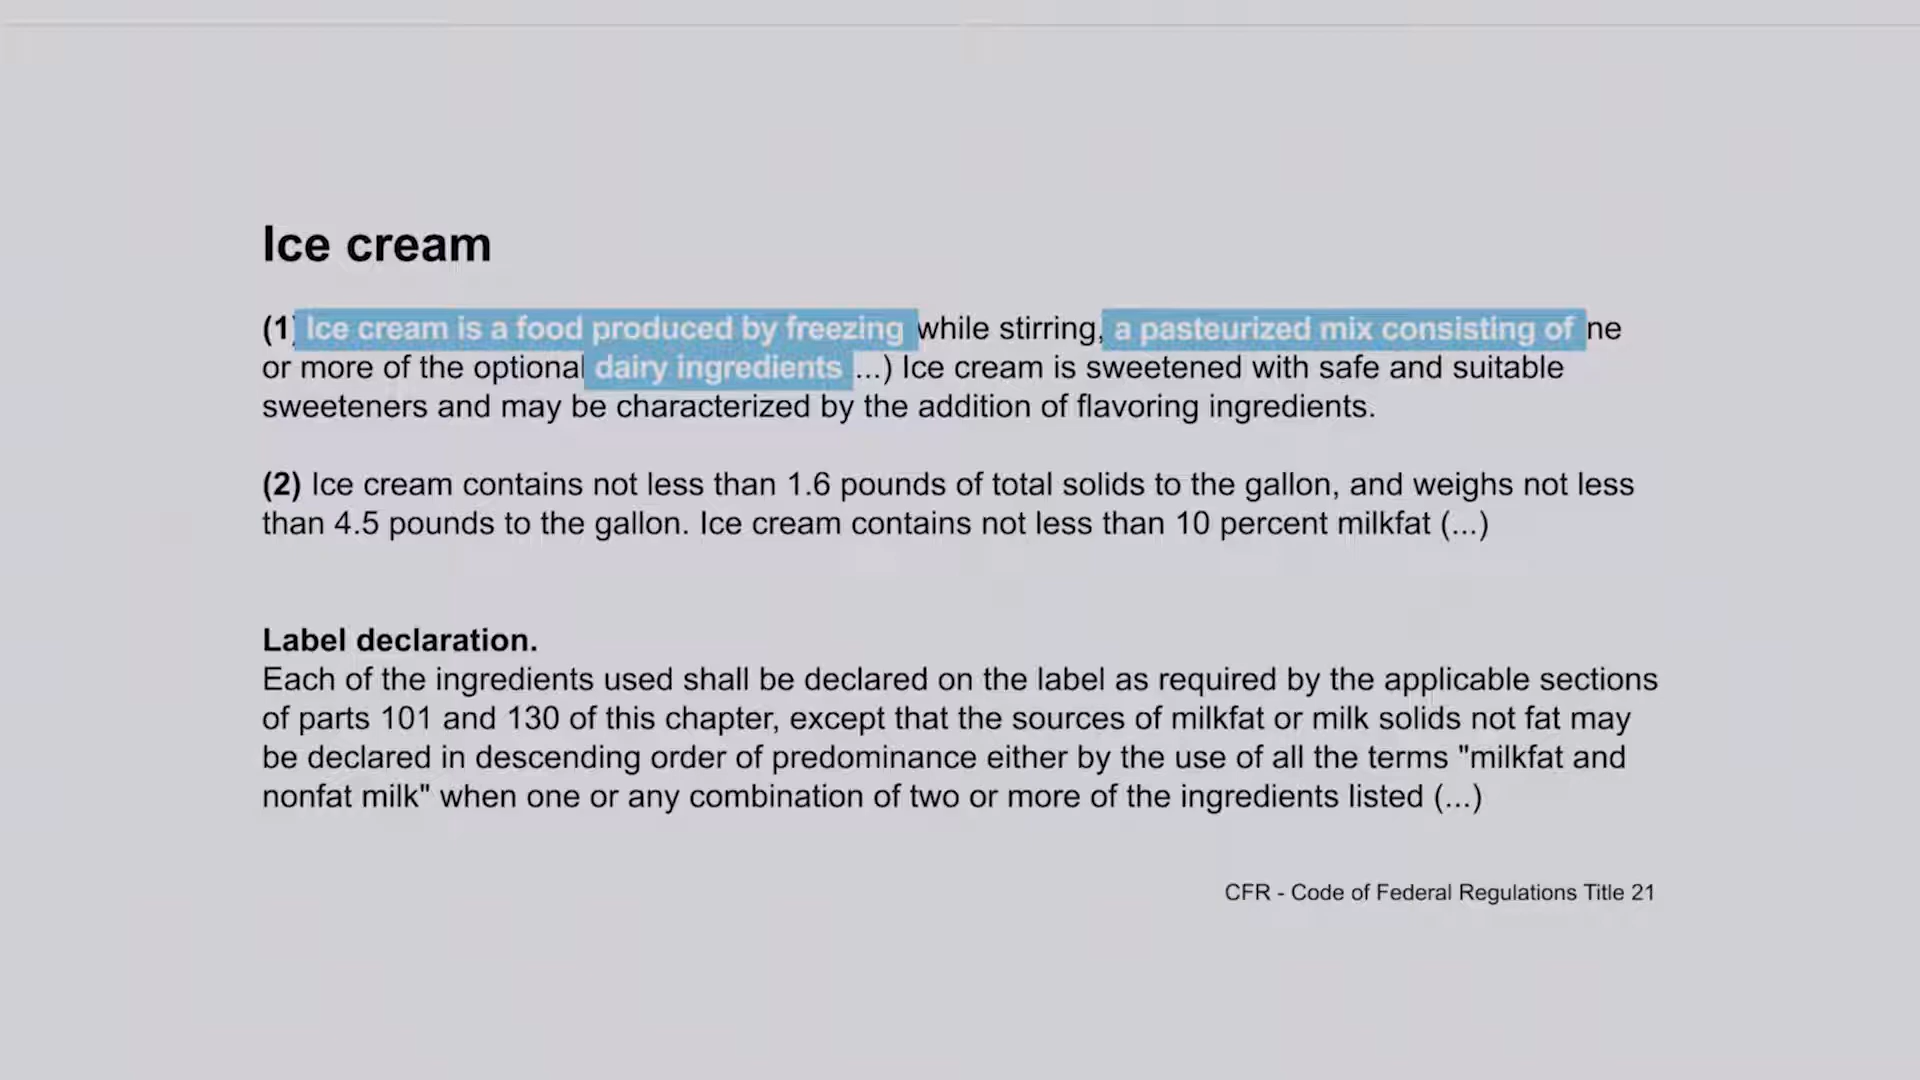 Ice cream
(1) Ice cream is a food produced by freezing while stirring, a pasteurized mix consisting of ne
or more of the optional dairy ingredients ...) Ice cream is sweetened with safe and suitable
sweeteners and may be characterized by the addition of flavoring ingredients.
(2) Ice cream contains not less than 1.6 pounds of total solids to the gallon, and weighs not less
than 4.5 pounds to the gallon. Ice cream contains not less than 10 percent milkfat (...)
Label declaration.
Each of the ingredients used shall be declared on the label as required by the applicable sections
of parts 101 and 130 of this chapter, except that the sources of milkfat or milk solids not fat may
be declared in descending order of predominance either by the use of all the terms "milkfat and
nonfat milk" when one or any combination of two or more of the ingredients listed (...)
CFR - Code of Federal Regulations Title 21